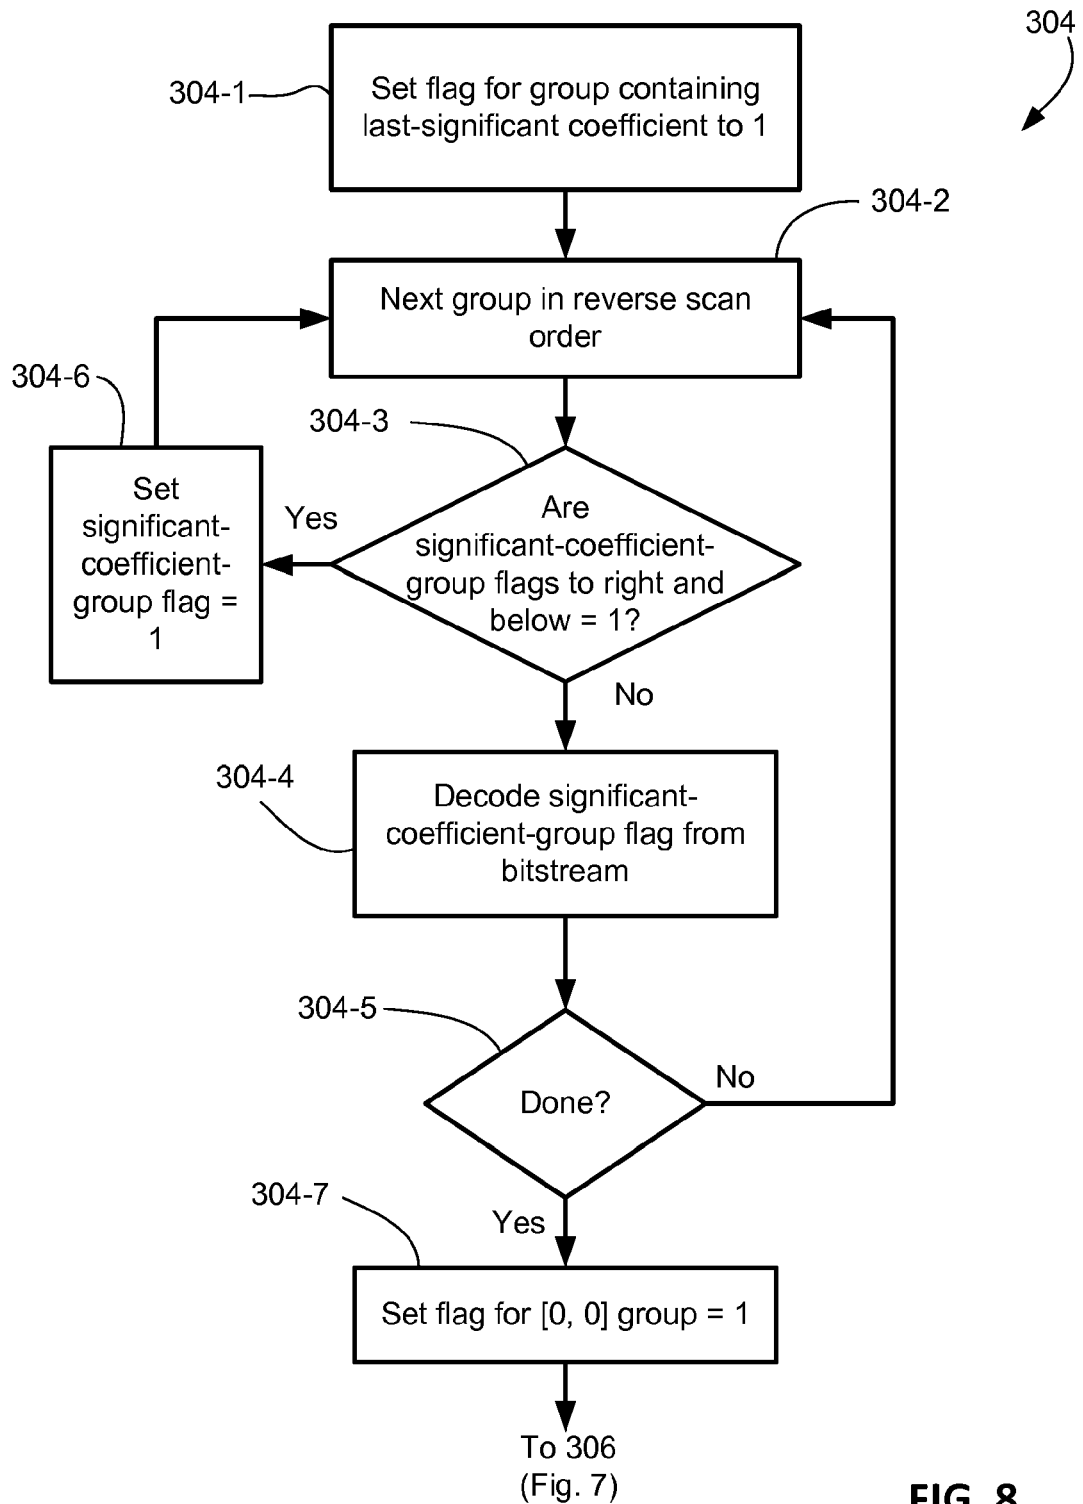 304
304-1
Set flag for group containing
last-significant coefficient to 1
304-2
Next group in reverse scan
order
304-6
304-3
Set
significant-
coefficient-
group flag =
1
Yes
Are
significant-coefficient-
group flags to right and
below = 1?
No
304-4
Decode significant-
coefficient-group flag from
bitstream
304-5
Done?
No
304-7
Yes
Set flag for [0, 0] group = 1
To 306
(Fig. 7)
FIG. 8